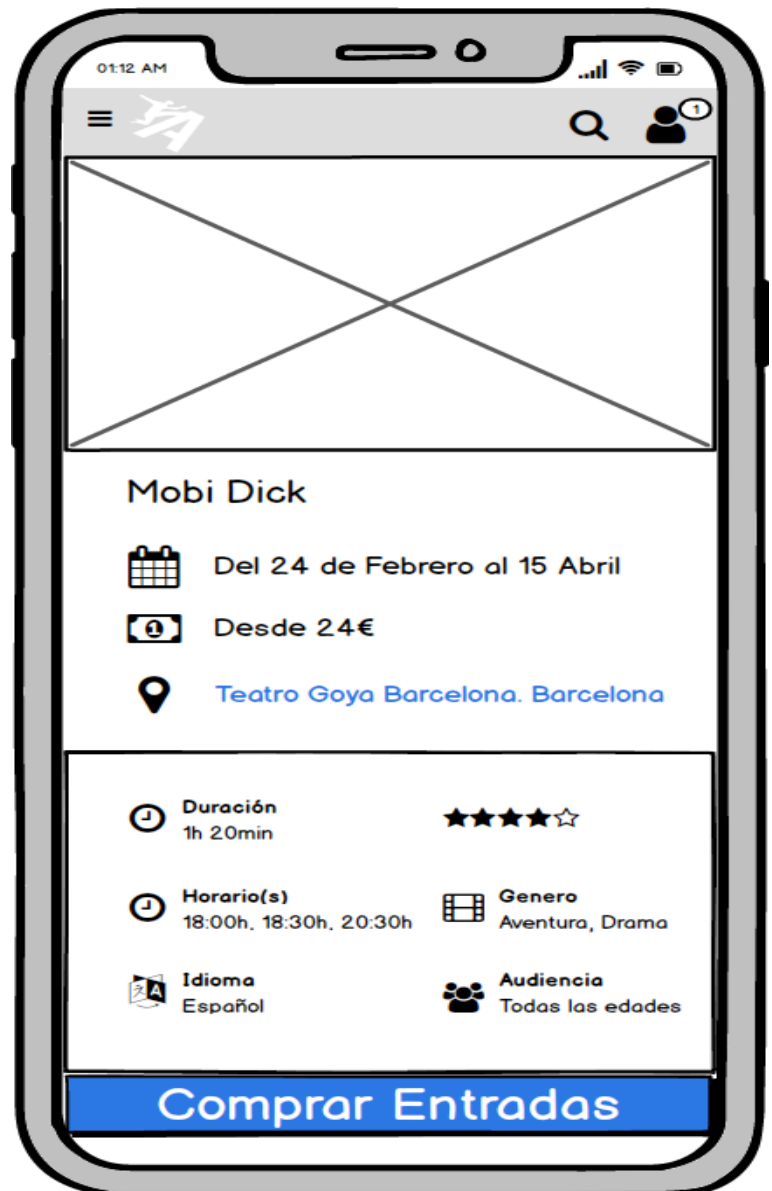 01:12 AM
1
Mobi Dick
Del 24 de Febrero al 15 Abril
1
Desde 24€
Teatro Goya Barcelona. Barcelona
Duración
1h 20min
Horario(s)
18:00h, 18:30h, 20:30h
Genero
Aventura, Drama
Idioma
Español
Audiencia
Todas las edades
Comprar Entradas